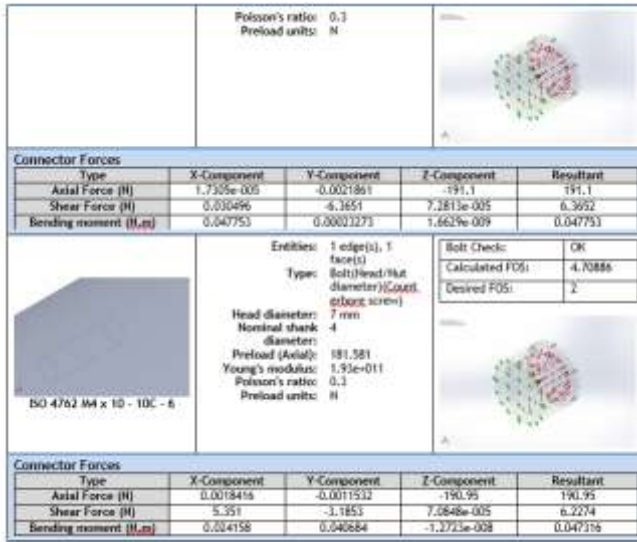 Poisson's ratio: 0.3
Preload units: N
Connector Forces
Type X-Component Y-Component Z-Component Resultant
Axial Force (N) 1.7305e-005 -0.0021861 -191.1 191.1
Shear Force (N) 0.030496 -6.3651 7.2813e-005 6.3652
Bending moment (N.m) 0.047753 0.00023273 1.6629e-009 0.047753
Entities: 1 edge(s), 1
face(s)
Type: Bolt(Head/Nut
diameter)(Count
erbore screw)
Head diameter: 7 mm
Nominal shank 4
diameter:
Preload (Axial): 181.581
Young's modulus: 1.93e+011
Poisson's ratio: 0.3
Preload units: N
Bolt Check: OK
Calculated FOS: 4.70886
Desired FOS: 2
ISO 4762 M4 x 10 - 10C - 6
Connector Forces
Type X-Component Y-Component Z-Component Resultant
Axial Force (N) 0.0018416 -0.0011532 -190.95 190.95
Shear Force (N) 5.351 -3.1853 7.0848e-005 6.2274
Bending moment (N.m) 0.024158 0.040684 -1.2723e-008 0.047316